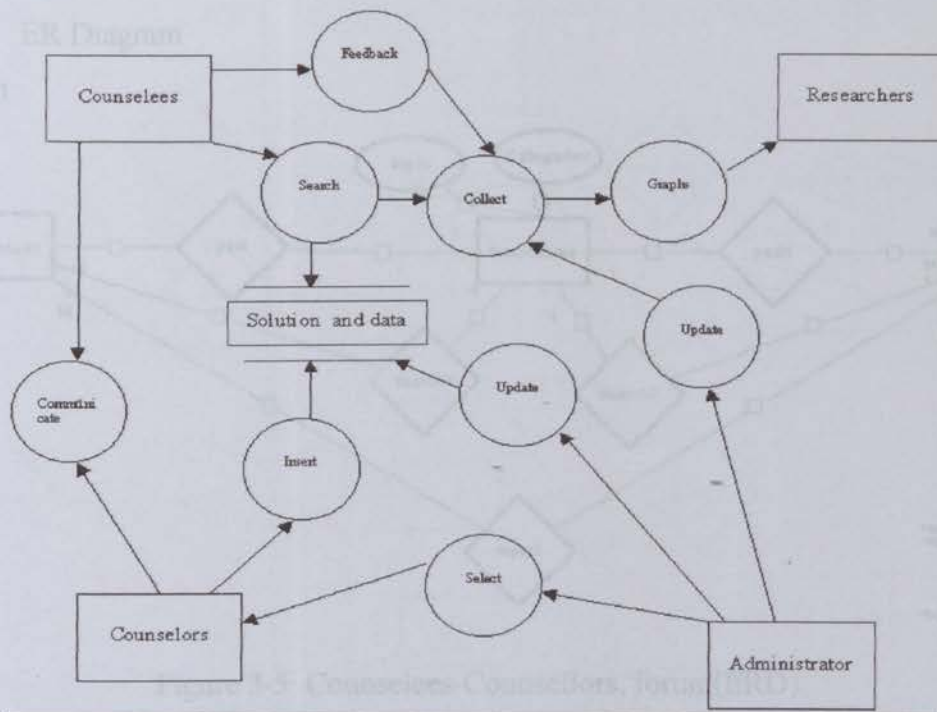 ER Diagram
Feedback
Counselees
Researchers
Search
Collect
Graphs
Solution and data
Update
Update
Communi
cate
Insert
Select
Counselors
Administrator
Figure 3-5 Counselees-Counsellors, forum(ERD)